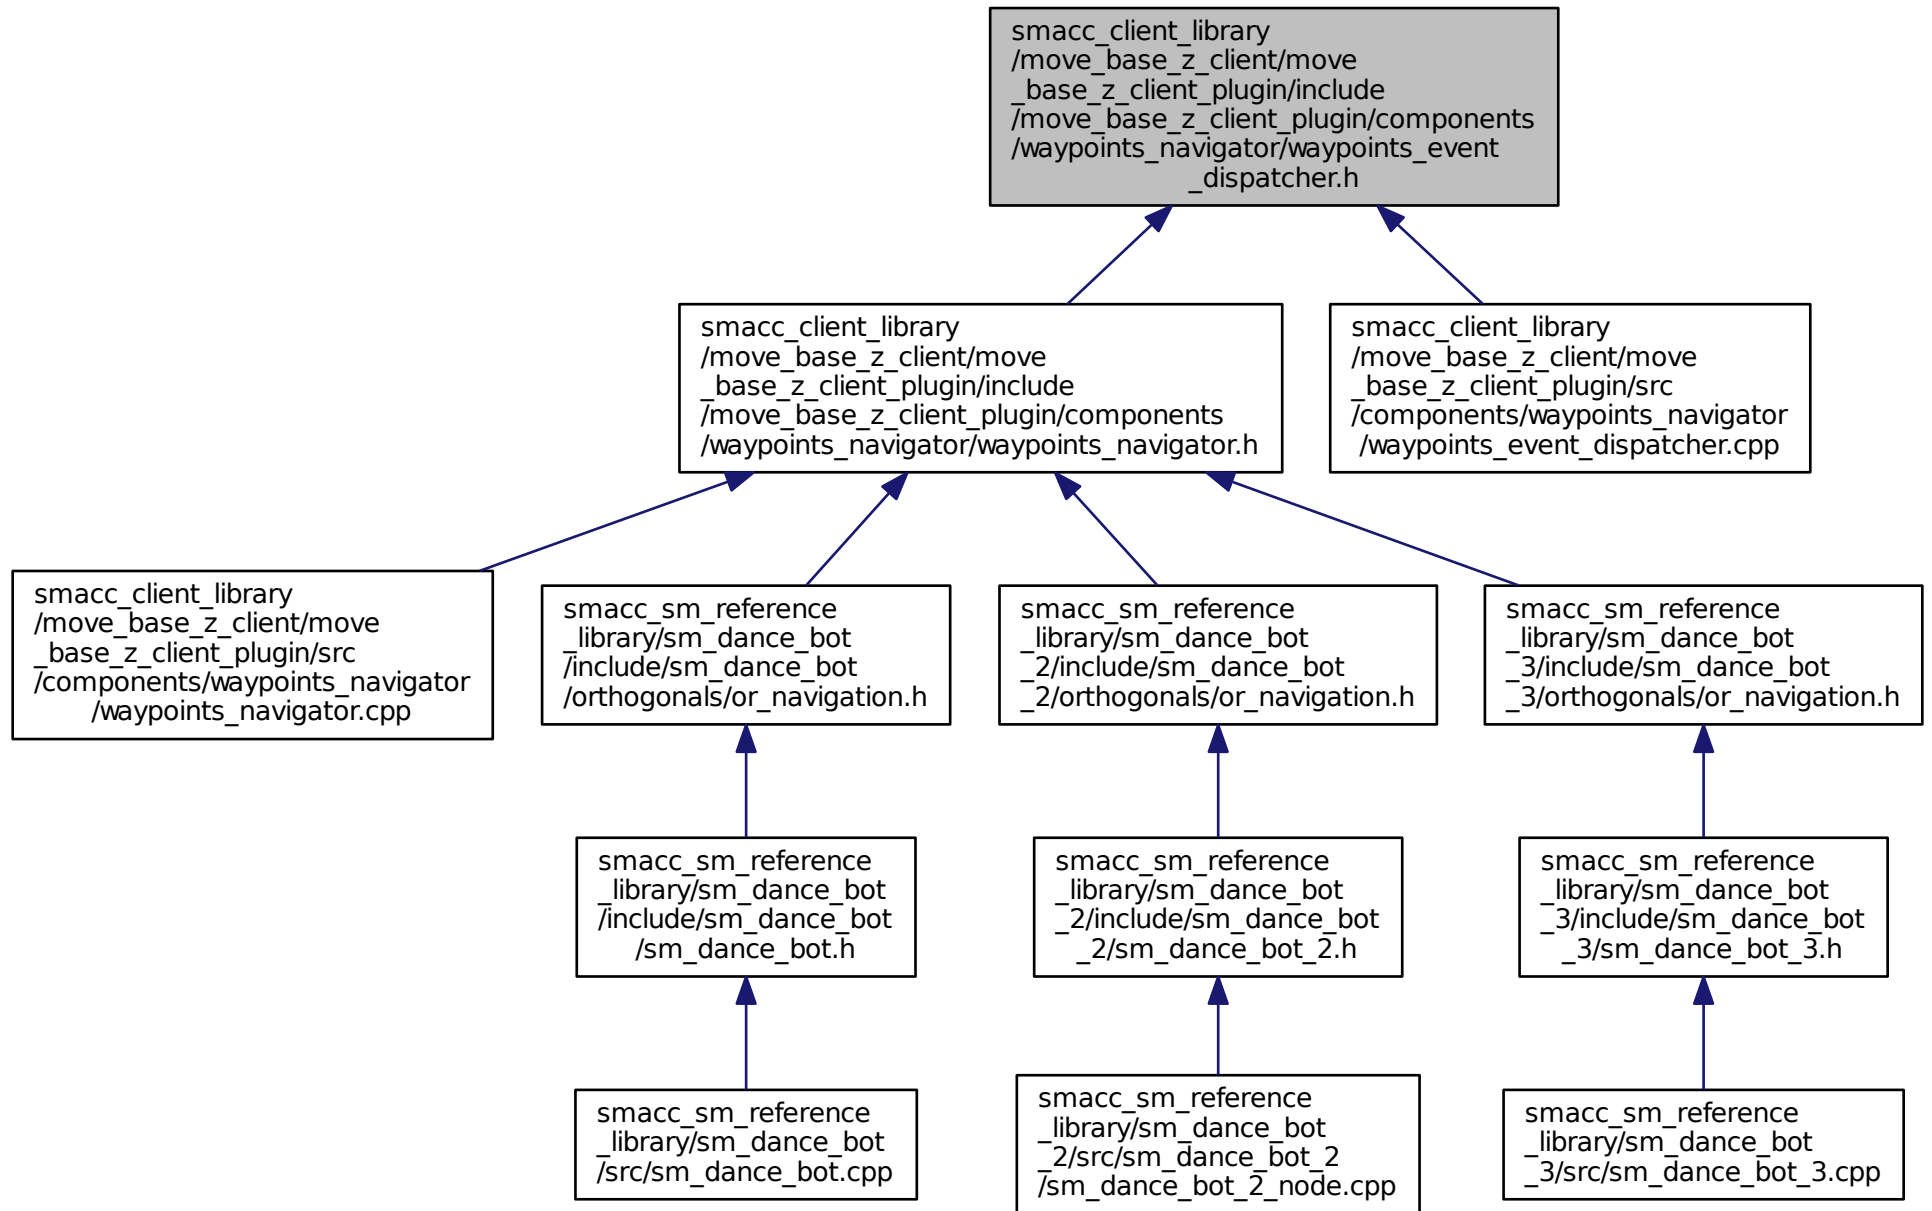 smacc_client_library
/move_base_z_client/move
_base_z_client_plugin/include
/move_base_z_client_plugin/components
/waypoints_navigator/waypoints_event
_dispatcher.h
smacc_client_library
/move_base_z_client/move
_base_z_client_plugin/include
/move_base_z_client_plugin/components
/waypoints_navigator/waypoints_navigator.h
smacc_client_library
/move_base_z_client/move
_base_z_client_plugin/src
/components/waypoints_navigator
/waypoints_event_dispatcher.cpp
smacc_client_library
/move_base_z_client/move
_base_z_client_plugin/src
/components/waypoints_navigator
/waypoints_navigator.cpp
smacc_sm_reference
_library/sm_dance_bot
/include/sm_dance_bot
/orthogonals/or_navigation.h
smacc_sm_reference
_library/sm_dance_bot
_2/include/sm_dance_bot
_2/orthogonals/or_navigation.h
smacc_sm_reference
_library/sm_dance_bot
_3/include/sm_dance_bot
_3/orthogonals/or_navigation.h
smacc_sm_reference
_library/sm_dance_bot
/include/sm_dance_bot
/sm_dance_bot.h
smacc_sm_reference
_library/sm_dance_bot
_2/include/sm_dance_bot
_2/sm_dance_bot_2.h
smacc_sm_reference
_library/sm_dance_bot
_3/include/sm_dance_bot
_3/sm_dance_bot_3.h
smacc_sm_reference
_library/sm_dance_bot
/src/sm_dance_bot.cpp
smacc_sm_reference
_library/sm_dance_bot
_2/src/sm_dance_bot_2
/sm_dance_bot_2_node.cpp
smacc_sm_reference
_library/sm_dance_bot
_3/src/sm_dance_bot_3.cpp